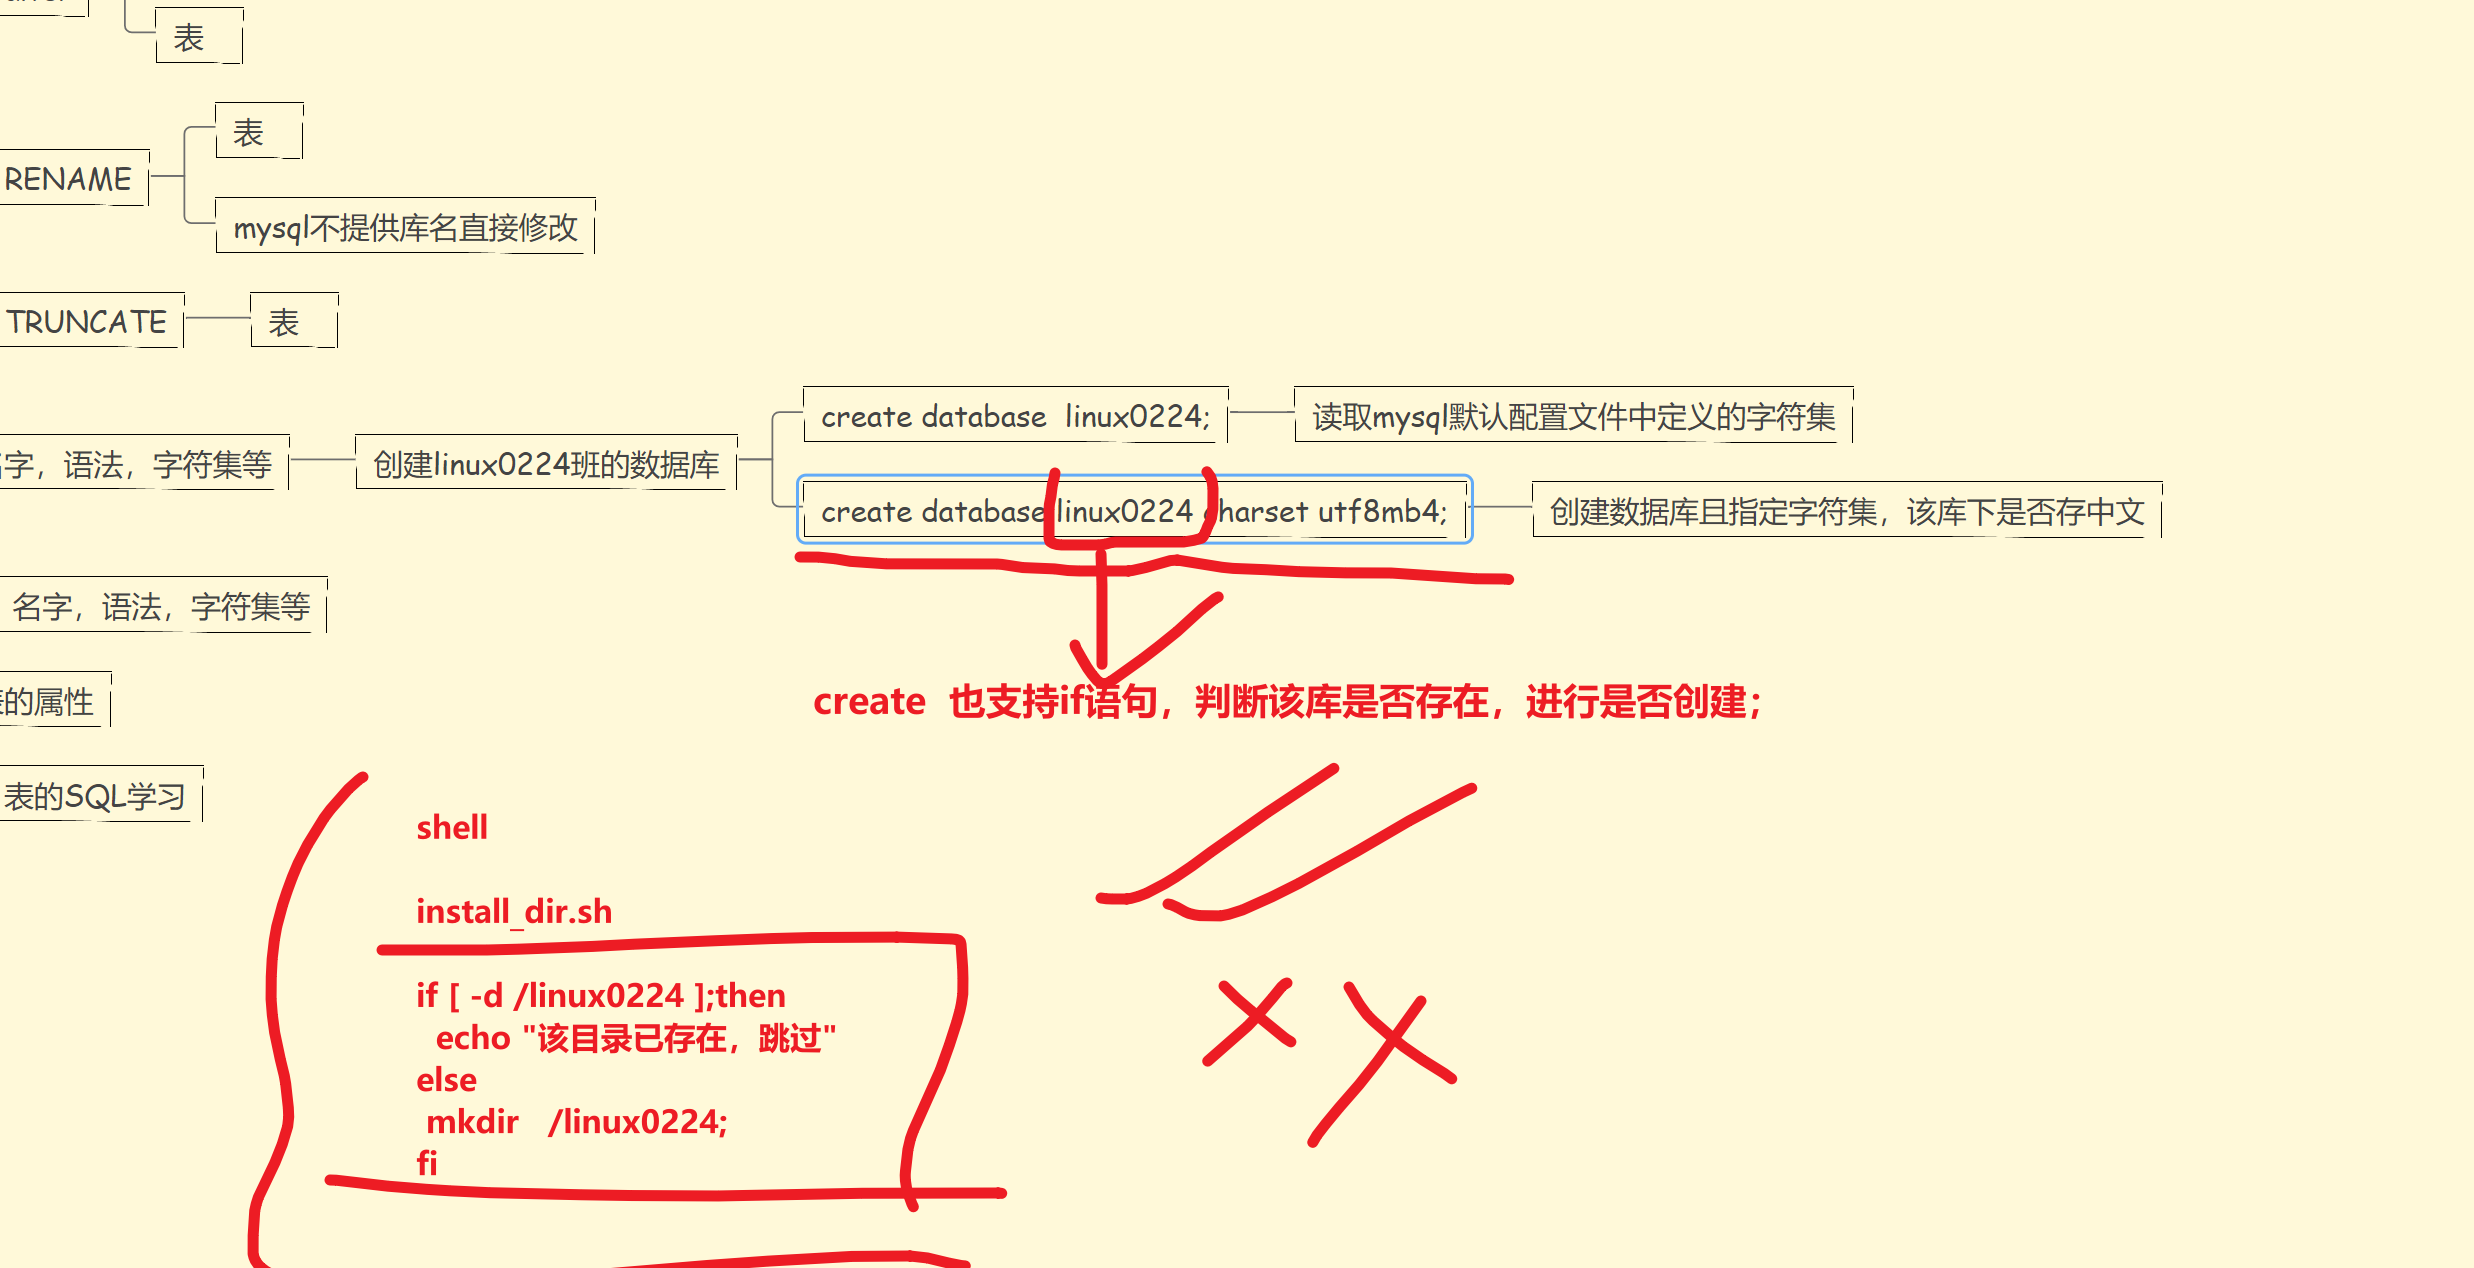 表
表
RENAME
mysql不提供库名直接修改
TRUNCATE
表
create database  linux0224;
读取mysql默认配置文件中定义的字符集
字，语法，字符集等
创建linux0224班的数据库
create database linux0224 charset utf8mb4;
创建数据库且指定字符集，该库下是否存中文
名字，语法，字符集等
的属性
create  也支持if语句，判断该库是否存在，进行是否创建；
表的SQL学习
shell
install_dir.sh
if [ -d /linux0224 ];then
echo "该目录已存在，跳过"
else
mkdir   /linux0224;
fi